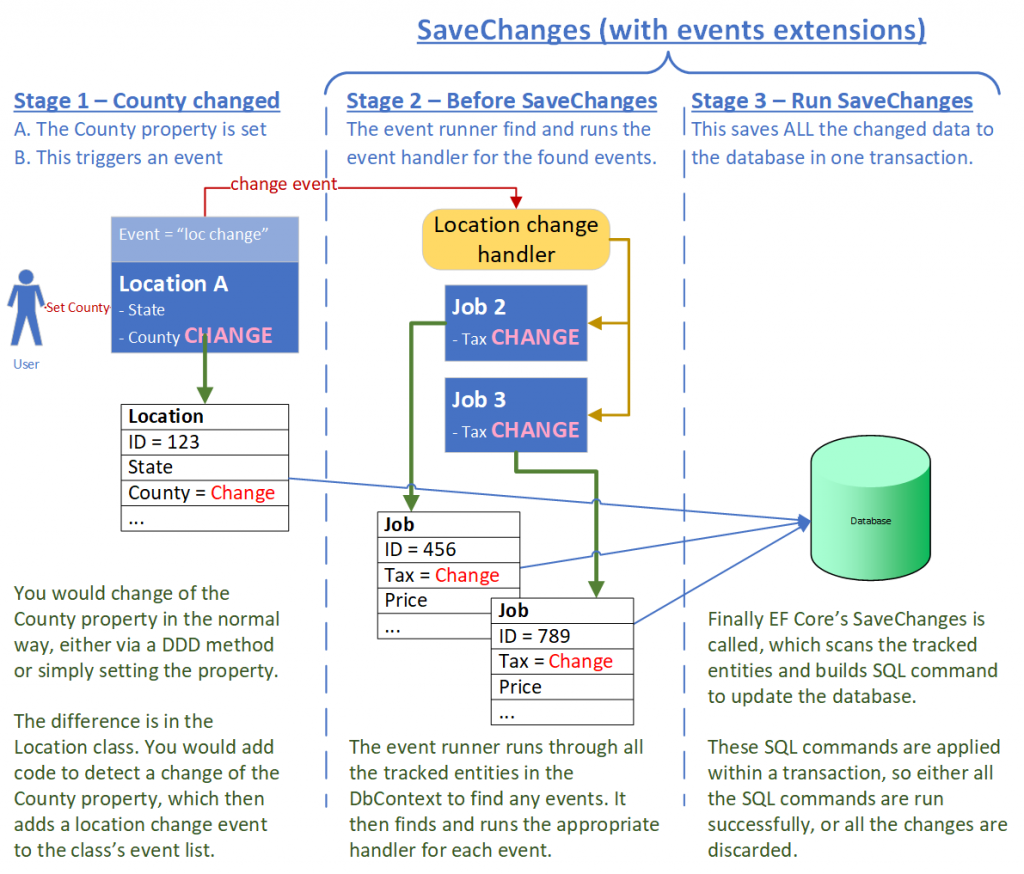 SaveChanges (with events extensions)
Stage 1 – County changed
A. The County property is set
B. This triggers an event
Stage 2 – Before SaveChanges
The event runner find and runs the
event handler for the found events.
Stage 3 – Run SaveChanges
This saves ALL the changed data to
the database in one transaction.
change event
Event = “loc change”
Location A
- State
- County CHANGE
Set County
User
Location change
handler
Job 2
- Tax CHANGE
Job 3
- Tax CHANGE
Location
ID = 123
State
County = Change
...
Job
ID = 456
Tax = Change
Price
...
Job
ID = 789
Tax = Change
Price
...
Database
You would change of the
County property in the normal
way, either via a DDD method
or simply setting the property.
The difference is in the
Location class. You would add
code to detect a change of the
County property, which then
adds a location change event
to the class’s event list.
The event runner runs through all
the tracked entities in the
DbContext to find any events. It
then finds and runs the appropriate
handler for each event.
Finally EF Core’s SaveChanges is
called, which scans the tracked
entities and builds SQL command
to update the database.
These SQL commands are applied
within a transaction, so either all
the SQL commands are run
successfully, or all the changes are
discarded.